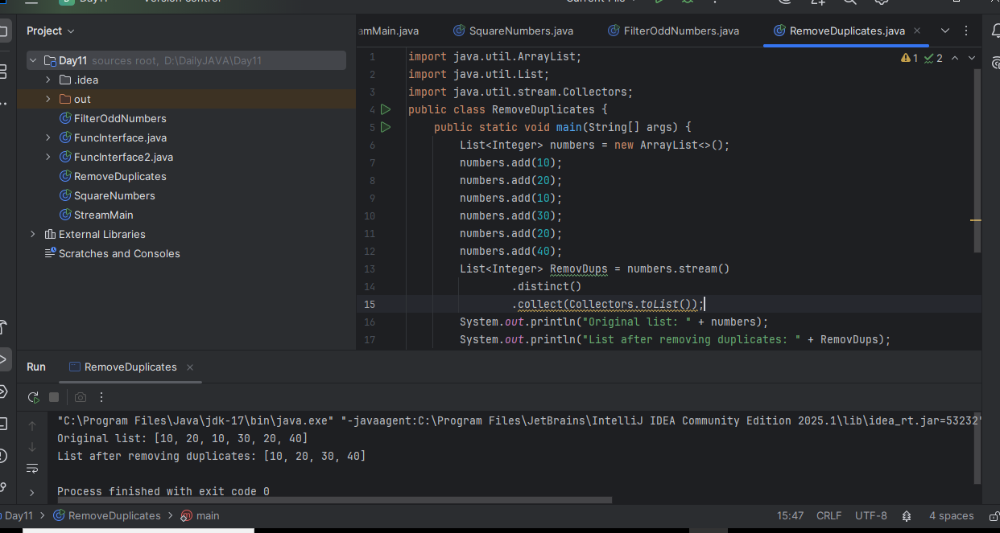 Day11
Version control
Current File
Project
amMain.java
SquareNumbers.java
FilterOddNumbers.java
RemoveDuplicates.java
Day11 sources root, D:\DailyJAVA\Day11
.idea
out
FilterOddNumbers
FuncInterface.java
FuncInterface2.java
RemoveDuplicates
SquareNumbers
StreamMain
External Libraries
Scratches and Consoles
1 2
1 import java.util.ArrayList;
2 import java.util.List;
3 import java.util.stream.Collectors;
4 public class RemoveDuplicates {
5 public static void main(String[] args) {
6 List<Integer> numbers = new ArrayList<>();
7 numbers.add(10);
8 numbers.add(20);
9 numbers.add(10);
10 numbers.add(30);
11 numbers.add(20);
12 numbers.add(40);
13 List<Integer> RemovDups = numbers.stream()
14 .distinct()
15 .collect(Collectors.toList());
16 System.out.println("Original list: " + numbers);
17 System.out.println("List after removing duplicates: " + RemovDups);
Run
RemoveDuplicates
"C:\Program Files\Java\jdk-17\bin\java.exe" "-javaagent:C:\Program Files\JetBrains\IntelliJ IDEA Community Edition 2025.1\lib\idea_rt.jar=53232"
Original list: [10, 20, 10, 30, 20, 40]
List after removing duplicates: [10, 20, 30, 40]
Process finished with exit code 0
Day11 > RemoveDuplicates > main
15:47 CRLF UTF-8 4 spaces